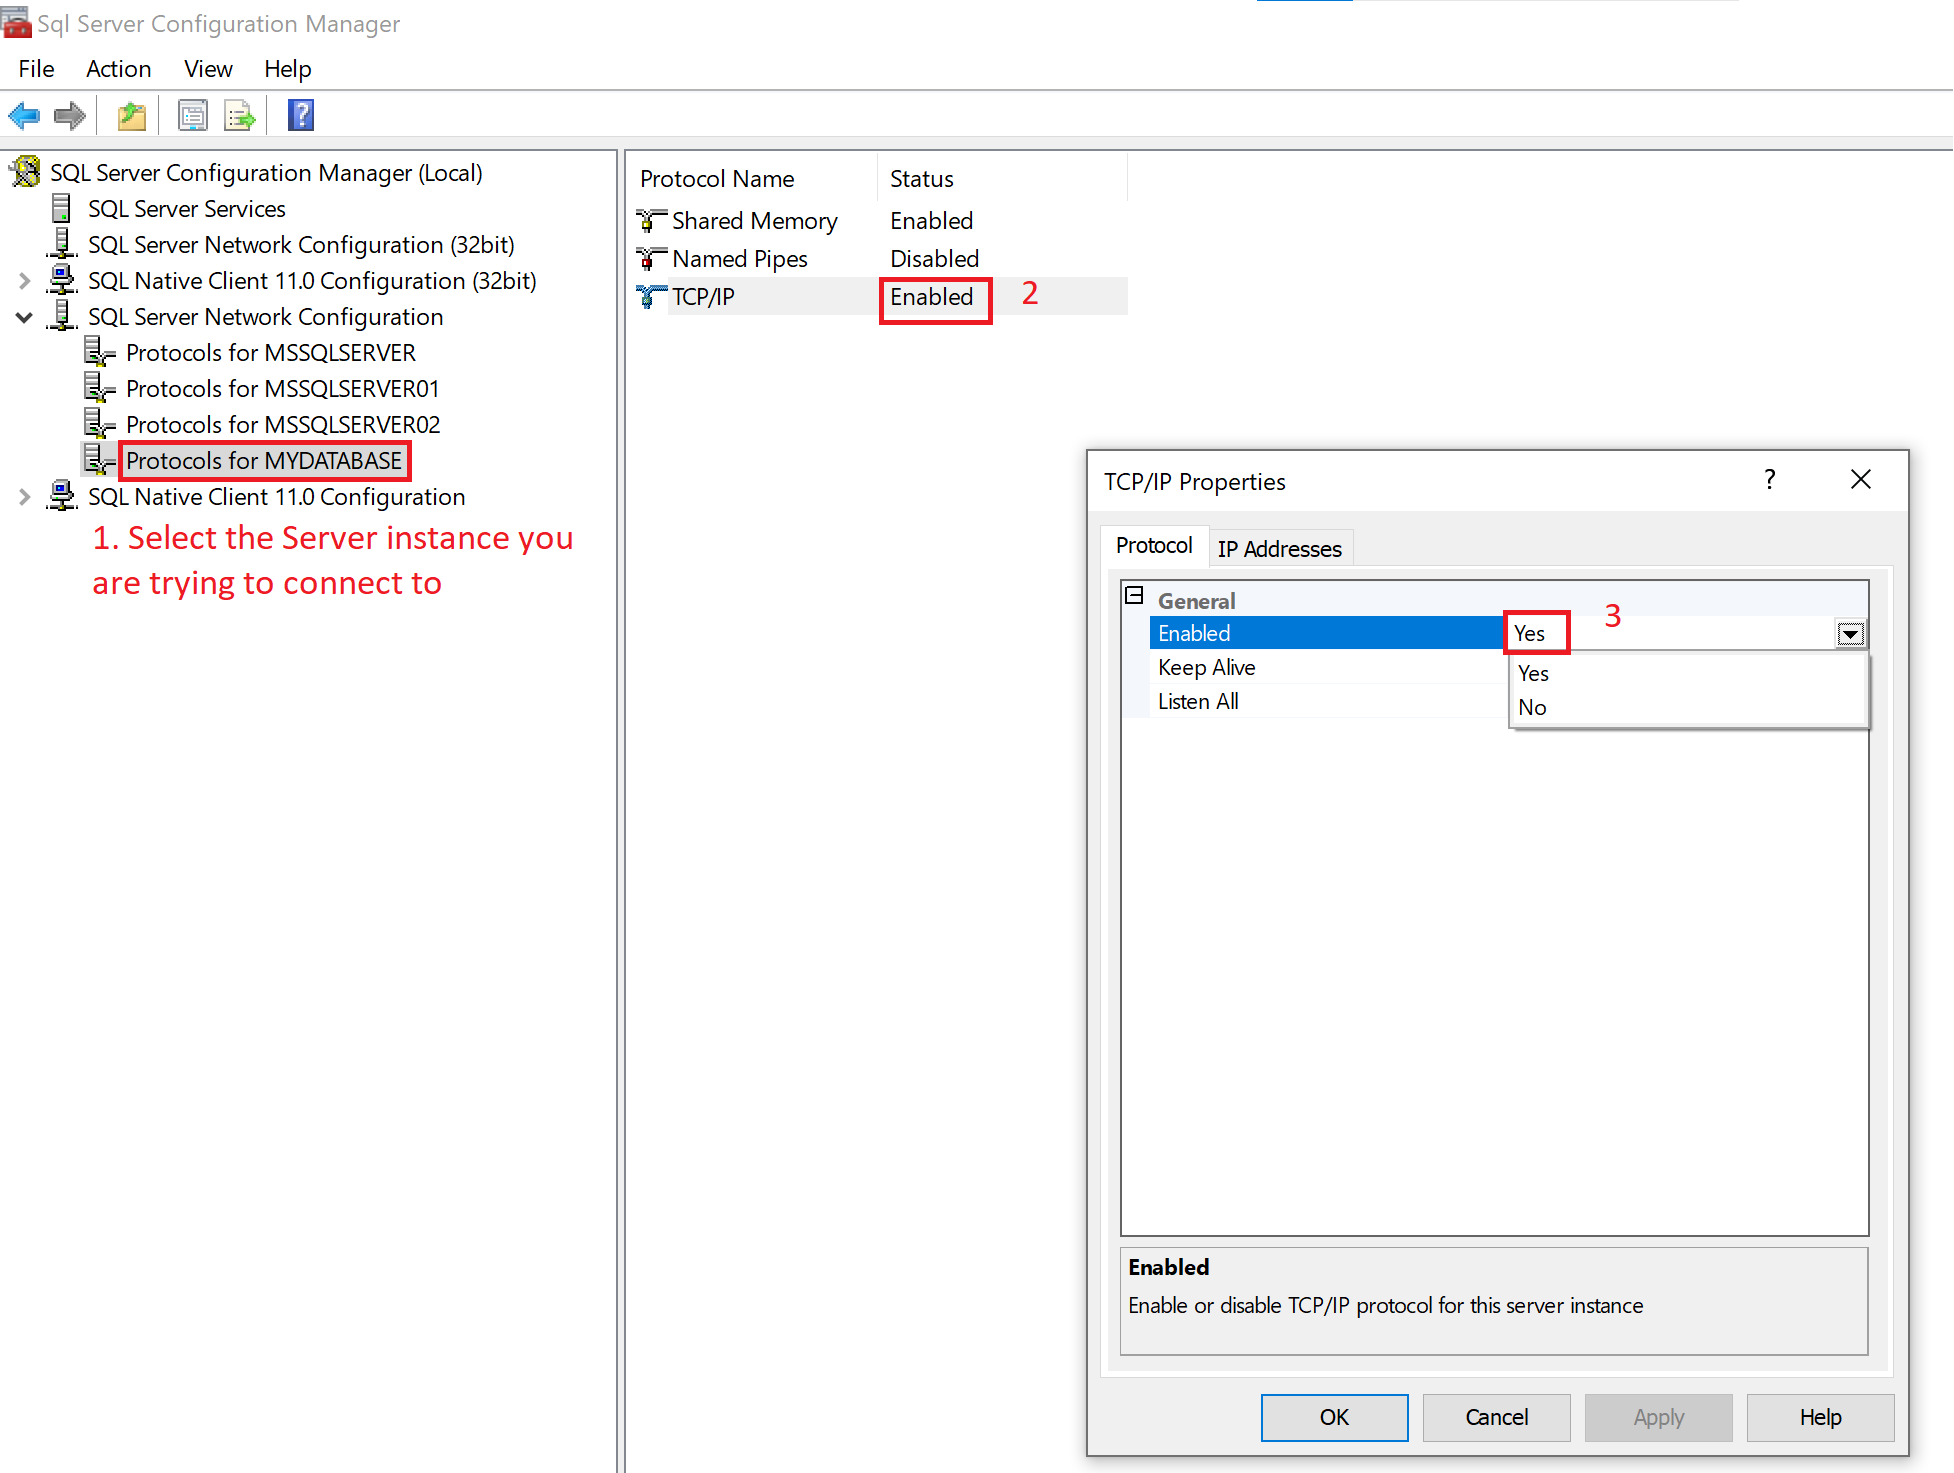 Sql Server Configuration Manager
File Action View Help
SQL Server Configuration Manager (Local)
SQL Server Services
SQL Server Network Configuration (32bit)
SQL Native Client 11.0 Configuration (32bit)
SQL Server Network Configuration
Protocols for MSSQLSERVER
Protocols for MSSQLSERVER01
Protocols for MSSQLSERVER02
Protocols for MYDATABASE
SQL Native Client 11.0 Configuration
1. Select the Server instance you
are trying to connect to
Protocol Name Status
Shared Memory Enabled
Named Pipes Disabled
TCP/IP Enabled 2
TCP/IP Properties ?
Protocol IP Addresses
General
Enabled Yes 3
Keep Alive Yes
Listen All No
Enabled
Enable or disable TCP/IP protocol for this server instance
OK Cancel Apply Help